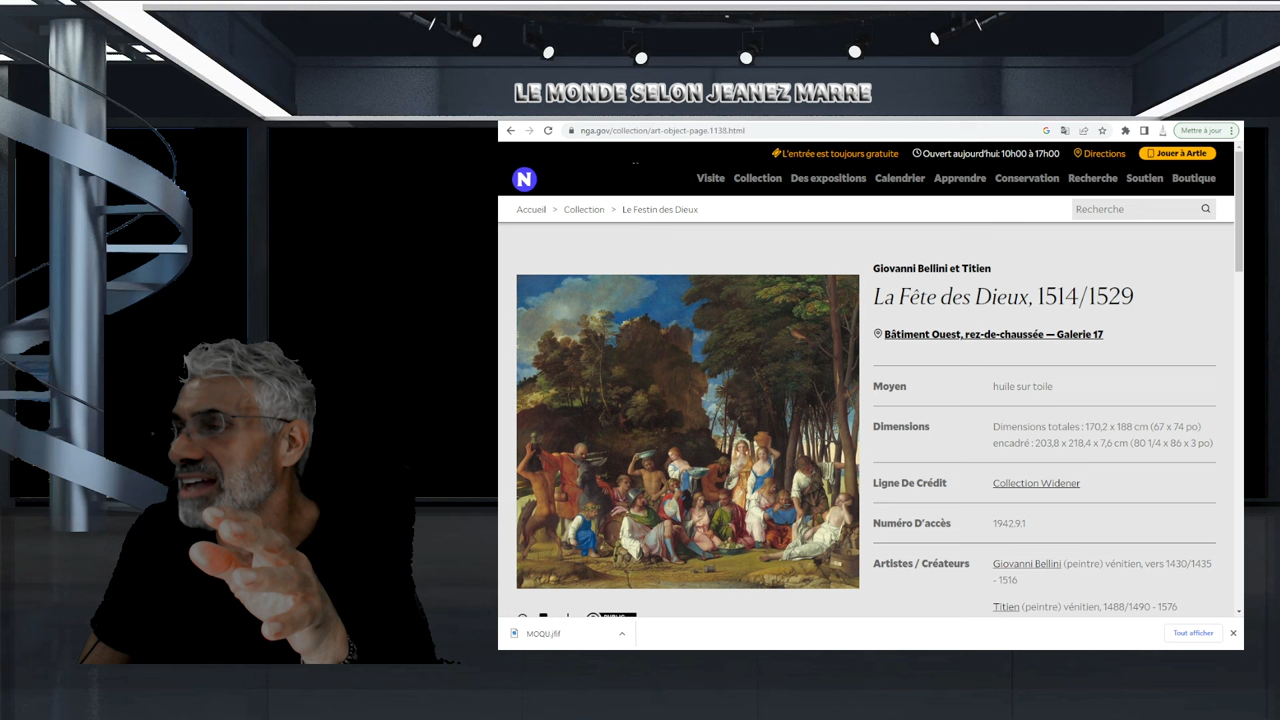 LE MONDE SELON JEANEZ MARRE
nga.gov/collection/art-object-page.1138.html
Mettre à jour
L'entrée est toujours gratuite
Ouvert aujourd'hui: 10h00 à 17h00
Directions
Jouer à Artie
N
Visite Collection Des expositions Calendrier Apprendre Conservation Recherche Soutien Boutique
Accueil > Collection > Le Festin des Dieux
Recherche
Giovanni Bellini et Titien
La Fête des Dieux, 1514/1529
Bâtiment Ouest, rez-de-chaussée — Galerie 17
Moyen huile sur toile
Dimensions Dimensions totales : 170,2 x 188 cm (67 x 74 po)
encadré : 203,8 x 218,4 x 7,6 cm (80 1/4 x 86 x 3 po)
Ligne De Crédit Collection Widener
Numéro D'accès 1942.9.1
Artistes / Créateurs Giovanni Bellini (peintre) vénitien, vers 1430/1435
- 1516
Titien (peintre) vénitien, 1488/1490 - 1576
MOQU.jfif
Tout afficher